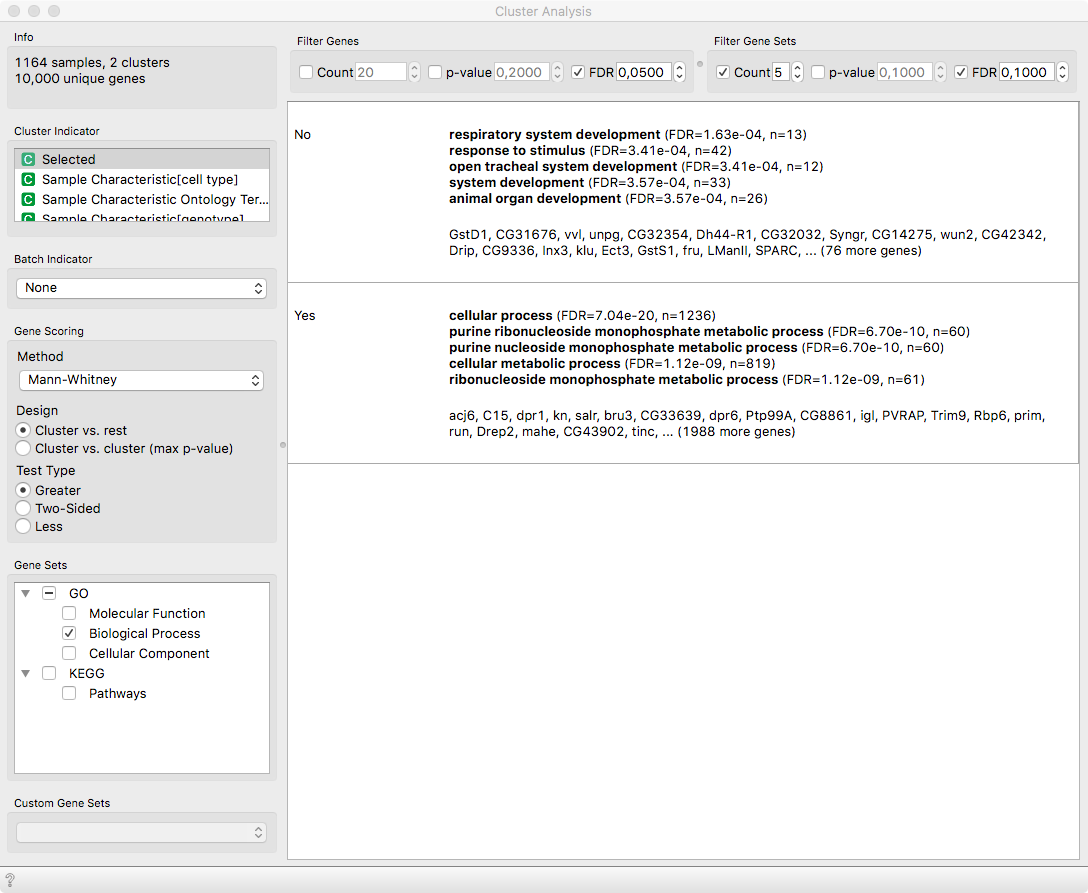 Cluster Analysis
Info
1164 samples, 2 clusters
10,000 unique genes
Cluster Indicator
C Selected
C Sample Characteristic[cell type]
C Sample Characteristic Ontology Ter...
C Sample Characteristic[genotype]
Batch Indicator
None
Gene Scoring
Method
Mann-Whitney
Design
Cluster vs. rest
Cluster vs. cluster (max p-value)
Test Type
Greater
Two-Sided
Less
Gene Sets
GO
Molecular Function
Biological Process
Cellular Component
KEGG
Pathways
Custom Gene Sets
?
Filter Genes
Count 20 p-value 0,2000 FDR 0,0500
Filter Gene Sets
Count 5 p-value 0,1000 FDR 0,1000
No
respiratory system development (FDR=1.63e-04, n=13)
response to stimulus (FDR=3.41e-04, n=42)
open tracheal system development (FDR=3.41e-04, n=12)
system development (FDR=3.57e-04, n=33)
animal organ development (FDR=3.57e-04, n=26)
GstD1, CG31676, vvl, unpg, CG32354, Dh44-R1, CG32032, Syngr, CG14275, wun2, CG42342,
Drip, CG9336, Inx3, klu, Ect3, GstS1, fru, LManII, SPARC, ... (76 more genes)
Yes
cellular process (FDR=7.04e-20, n=1236)
purine ribonucleoside monophosphate metabolic process (FDR=6.70e-10, n=60)
purine nucleoside monophosphate metabolic process (FDR=6.70e-10, n=60)
cellular metabolic process (FDR=1.12e-09, n=819)
ribonucleoside monophosphate metabolic process (FDR=1.12e-09, n=61)
acj6, C15, dpr1, kn, salr, bru3, CG33639, dpr6, Ptp99A, CG8861, igl, PVRAP, Trim9, Rbp6, prim,
run, Drep2, mahe, CG43902, tinc, ... (1988 more genes)